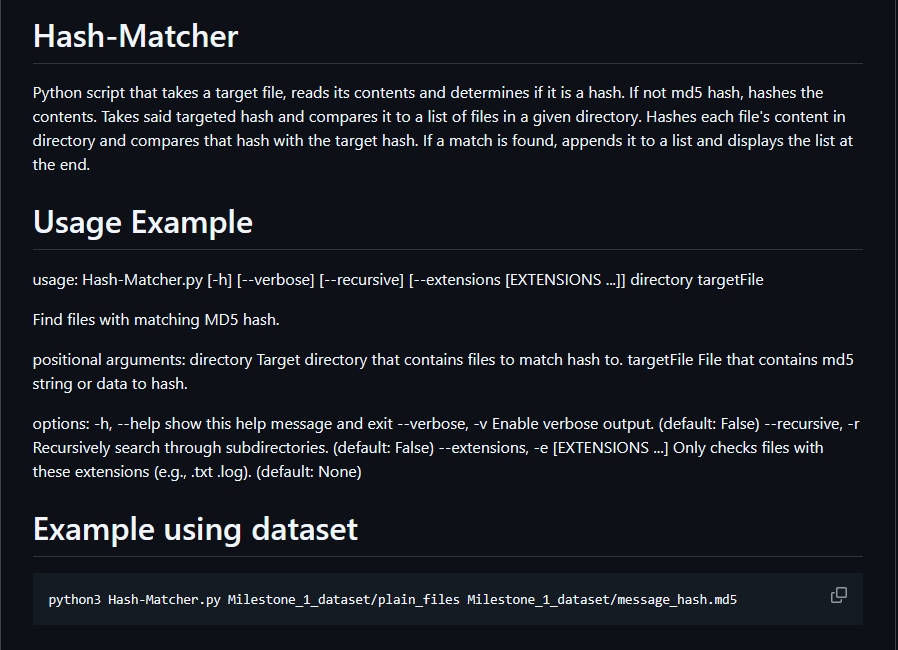 Hash-Matcher
Python script that takes a target file, reads its contents and determines if it is a hash. If not md5 hash, hashes the
contents. Takes said targeted hash and compares it to a list of files in a given directory. Hashes each file's content in
directory and compares that hash with the target hash. If a match is found, appends it to a list and displays the list at
the end.
Usage Example
usage: Hash-Matcher.py [-h] [--verbose] [--recursive] [--extensions [EXTENSIONS ...]] directory targetFile
Find files with matching MD5 hash.
positional arguments: directory Target directory that contains files to match hash to. targetFile File that contains md5
string or data to hash.
options: -h, --help show this help message and exit --verbose, -v Enable verbose output. (default: False) --recursive, -r
Recursively search through subdirectories. (default: False) --extensions, -e [EXTENSIONS ...] Only checks files with
these extensions (e.g., .txt .log). (default: None)
Example using dataset
python3 Hash-Matcher.py Milestone_1_dataset/plain_files Milestone_1_dataset/message_hash.md5